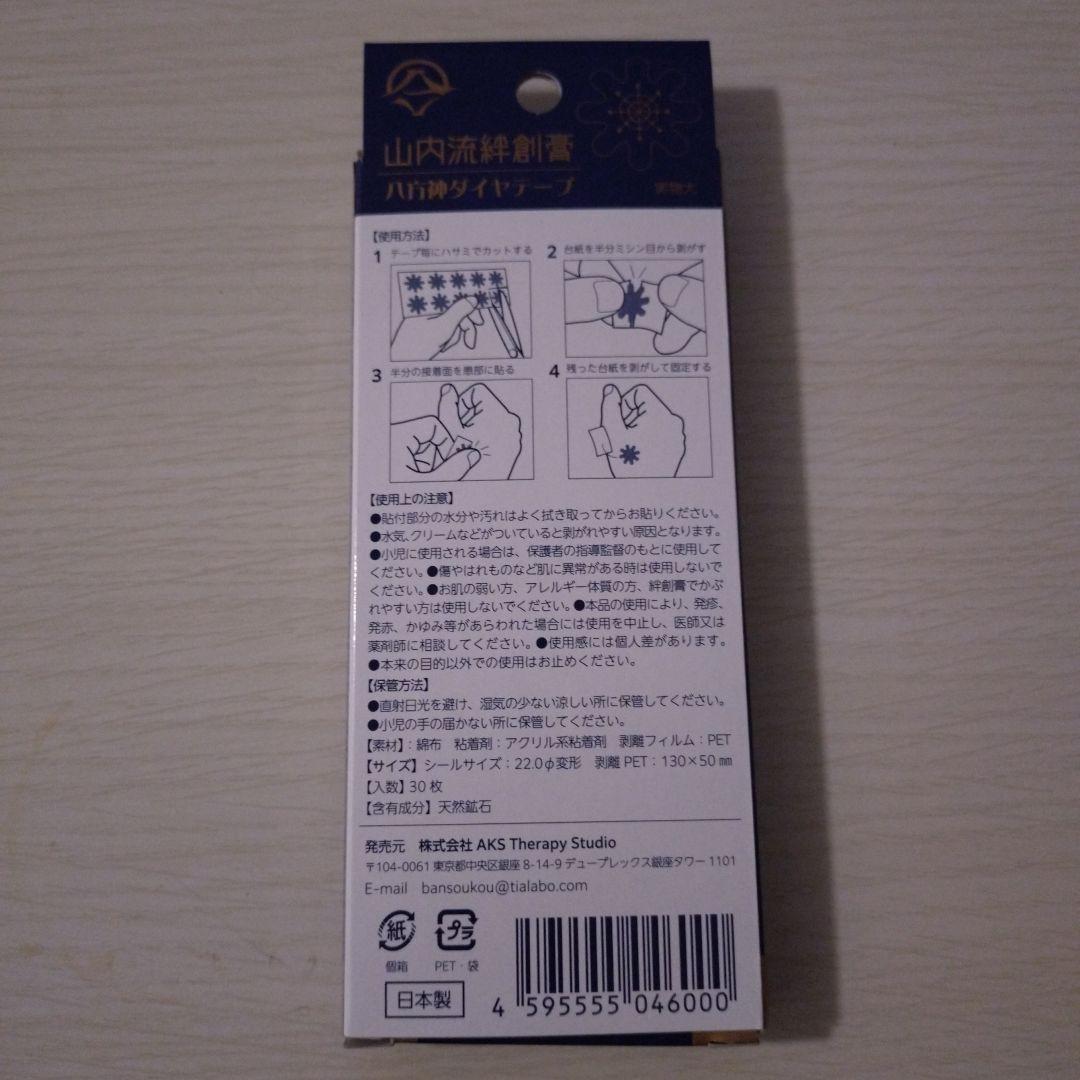 山内流絆創膏
八方神ダイヤテープ
実物大
【使用方法】
1 テープ毎にハサミでカットする
2 台紙を半分ミシン目から剥がす
3 半分の接着面を患部に貼る
4 残った台紙を剥がして固定する
【使用上の注意】
●貼付部分の水分や汚れはよく拭き取ってからお貼りください。
●水気、クリームなどがついていると剥がれやすい原因となります。
●小児に使用される場合は、保護者の指導監督のもとに使用して
ください。●傷やはれものなど肌に異常がある時は使用しないで
ください。●お肌の弱い方、アレルギー体質の方、絆創膏でかぶ
れやすい方は使用しないでください。●本品の使用により、発疹、
発赤、かゆみ等があらわれた場合には使用を中止し、医師又は
薬剤師に相談してください。●使用感には個人差があります。
●本来の目的以外での使用はお止めください。
【保管方法】
●直射日光を避け、湿気の少ない涼しい所に保管してください。
●小児の手の届かない所に保管してください。
【素材】：綿布 粘着剤：アクリル系粘着剤 剥離フィルム：PET
【サイズ】シールサイズ：22.0φ変形 剥離PET：130×50㎜
【入数】30枚
【含有成分】天然鉱石
発売元 株式会社 AKS Therapy Studio
〒104-0061 東京都中央区銀座 8-14-9 デュープレックス銀座タワー 1101
E-mail bansoukou@tialabo.com
紙
プラ
個箱
PET・袋
日本製
4 595555 046000